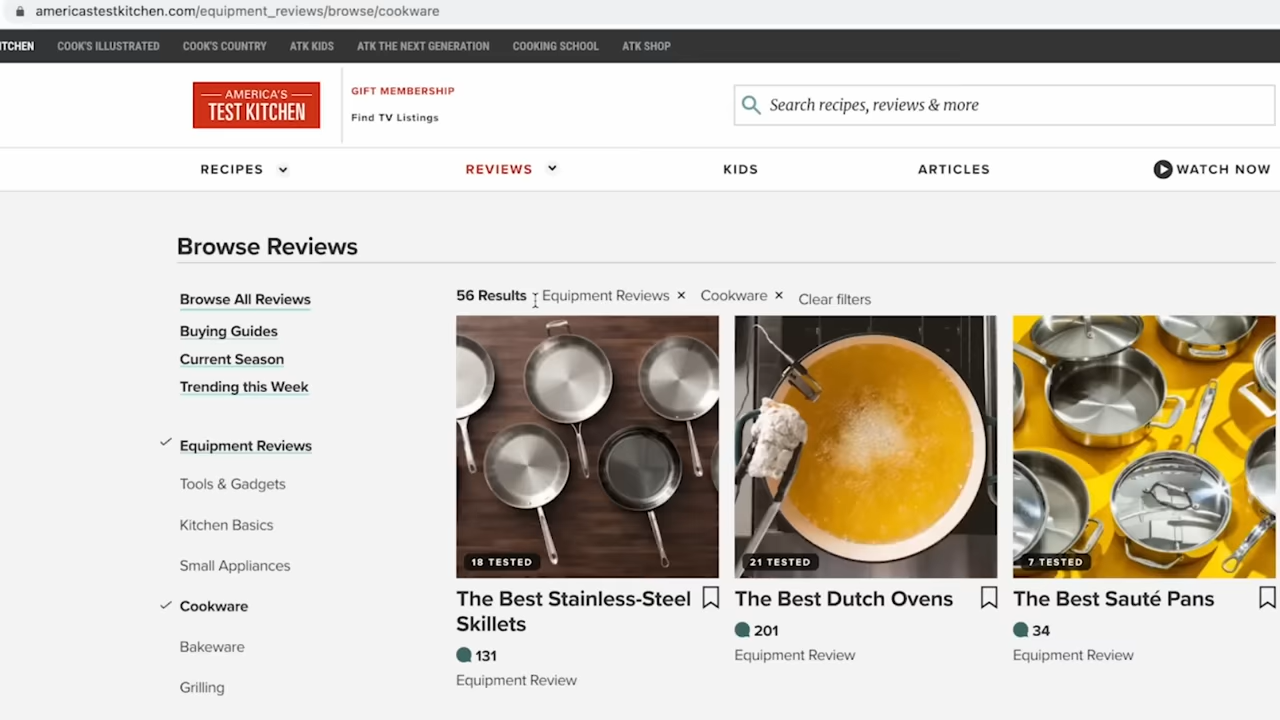 americastestkitchen.com/equipment_reviews/browse/cookware
ITCHEN COOK'S ILLUSTRATED COOK'S COUNTRY ATK KIDS ATK THE NEXT GENERATION COOKING SCHOOL ATK SHOP
AMERICA'S
TEST KITCHEN
GIFT MEMBERSHIP
Find TV Listings
Search recipes, reviews & more
RECIPES REVIEWS KIDS ARTICLES WATCH NOW
Browse Reviews
Browse All Reviews
Buying Guides
Current Season
Trending this Week
Equipment Reviews
Tools & Gadgets
Kitchen Basics
Small Appliances
Cookware
Bakeware
Grilling
56 Results - Equipment Reviews × Cookware × Clear filters
18 TESTED
The Best Stainless-Steel
Skillets
131
Equipment Review
21 TESTED
The Best Dutch Ovens
201
Equipment Review
7 TESTED
The Best Sauté Pans
34
Equipment Review